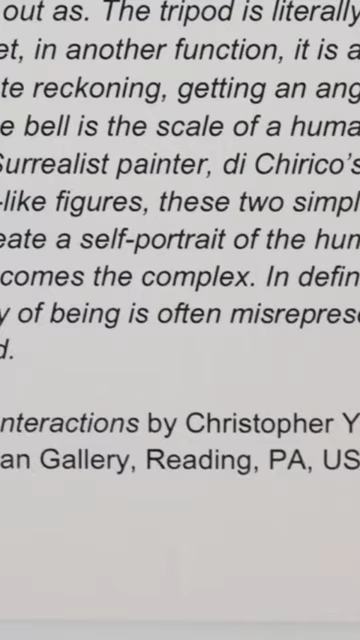 out as. The tripod is literally
et, in another function, it is a
te reckoning, getting an ang
e bell is the scale of a huma
Surrealist painter, di Chirico's
-like figures, these two simpl
eate a self-portrait of the hum
comes the complex. In defin
y of being is often misreprese
d.
nteractions by Christopher Y
an Gallery, Reading, PA, US